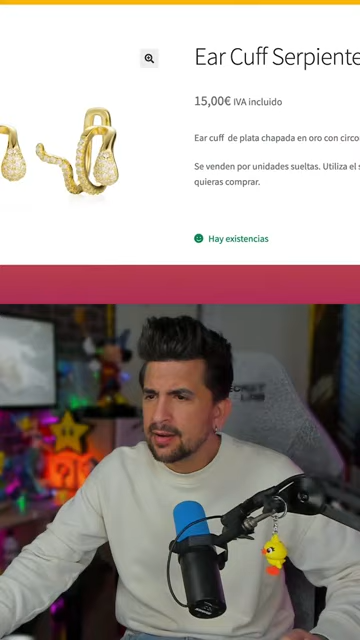 Ear Cuff Serpiente
15,00€ IVA incluido
Ear cuff de plata chapada en oro con circo
Se venden por unidades sueltas. Utiliza el s
quieras comprar.
Hay existencias